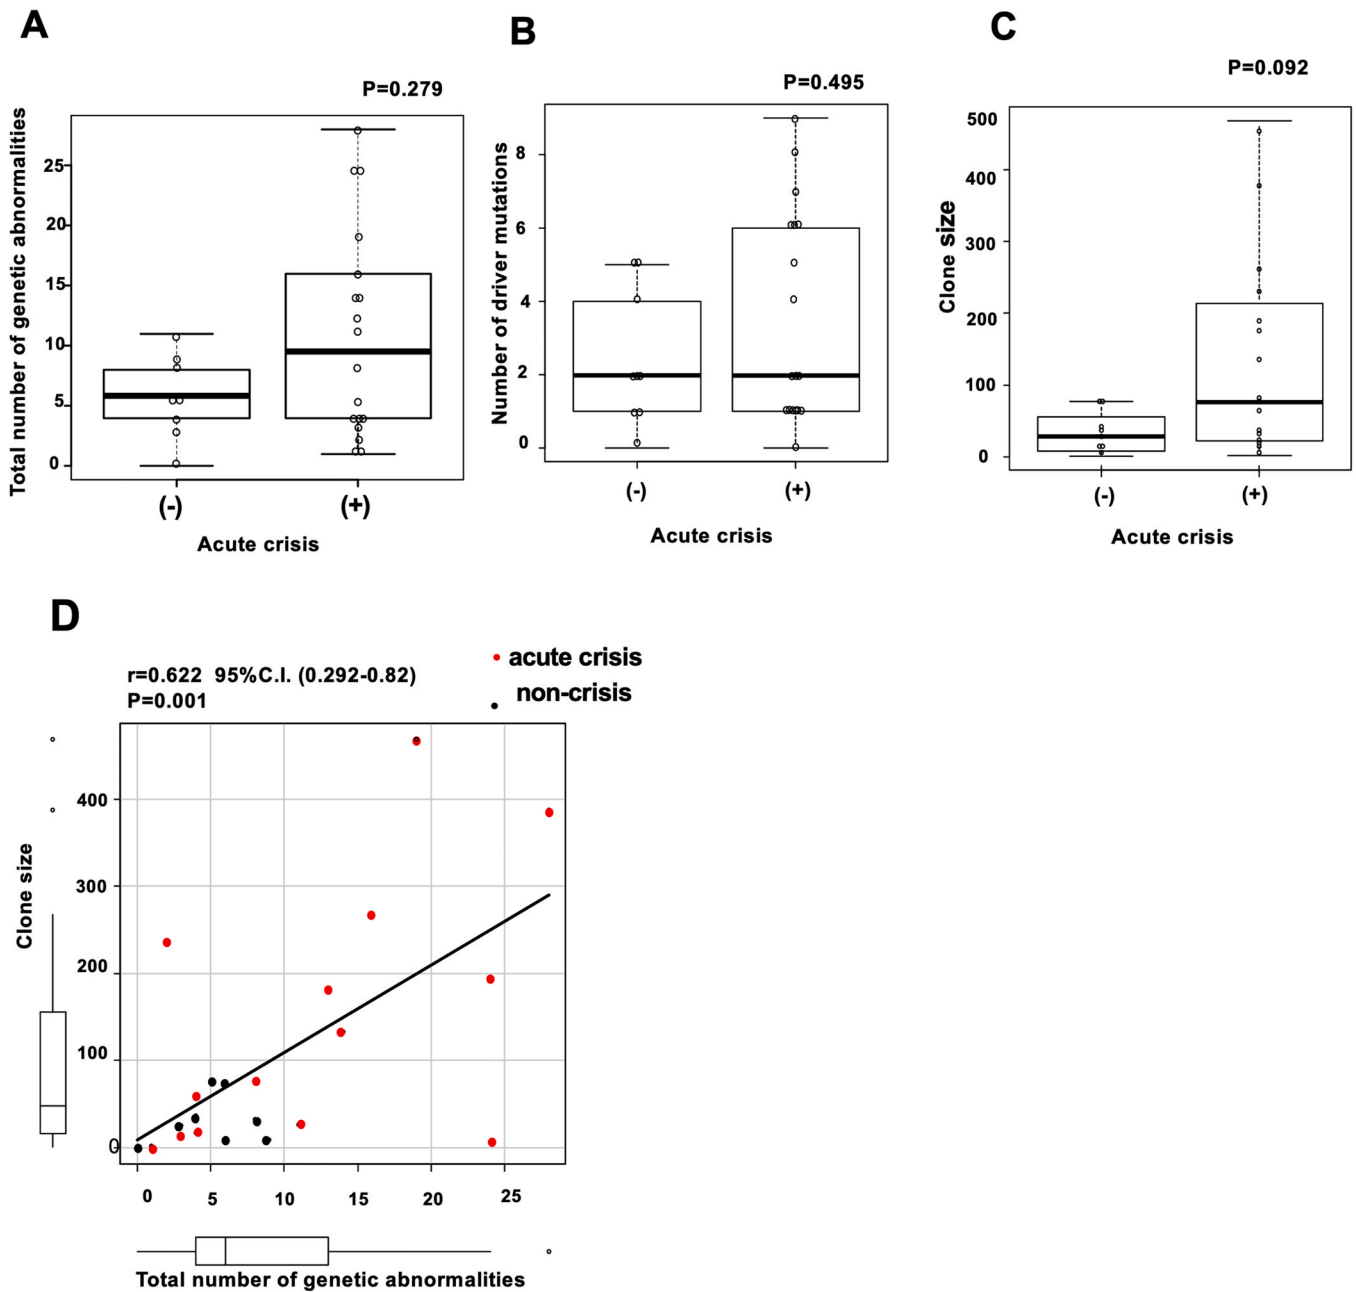 A
P=0.279
Total number of genetic abnormalities
25
20
15
10
5
0
(-)
(+)
Acute crisis
B
P=0.495
Number of driver mutations
8
6
4
2
0
(-)
(+)
Acute crisis
C
P=0.092
Clone size
500
400
300
200
100
0
(-)
(+)
Acute crisis
D
r=0.622 95%C.I. (0.292-0.82)
P=0.001
acute crisis
non-crisis
Clone size
400
300
200
100
0
0 5 10 15 20 25
Total number of genetic abnormalities